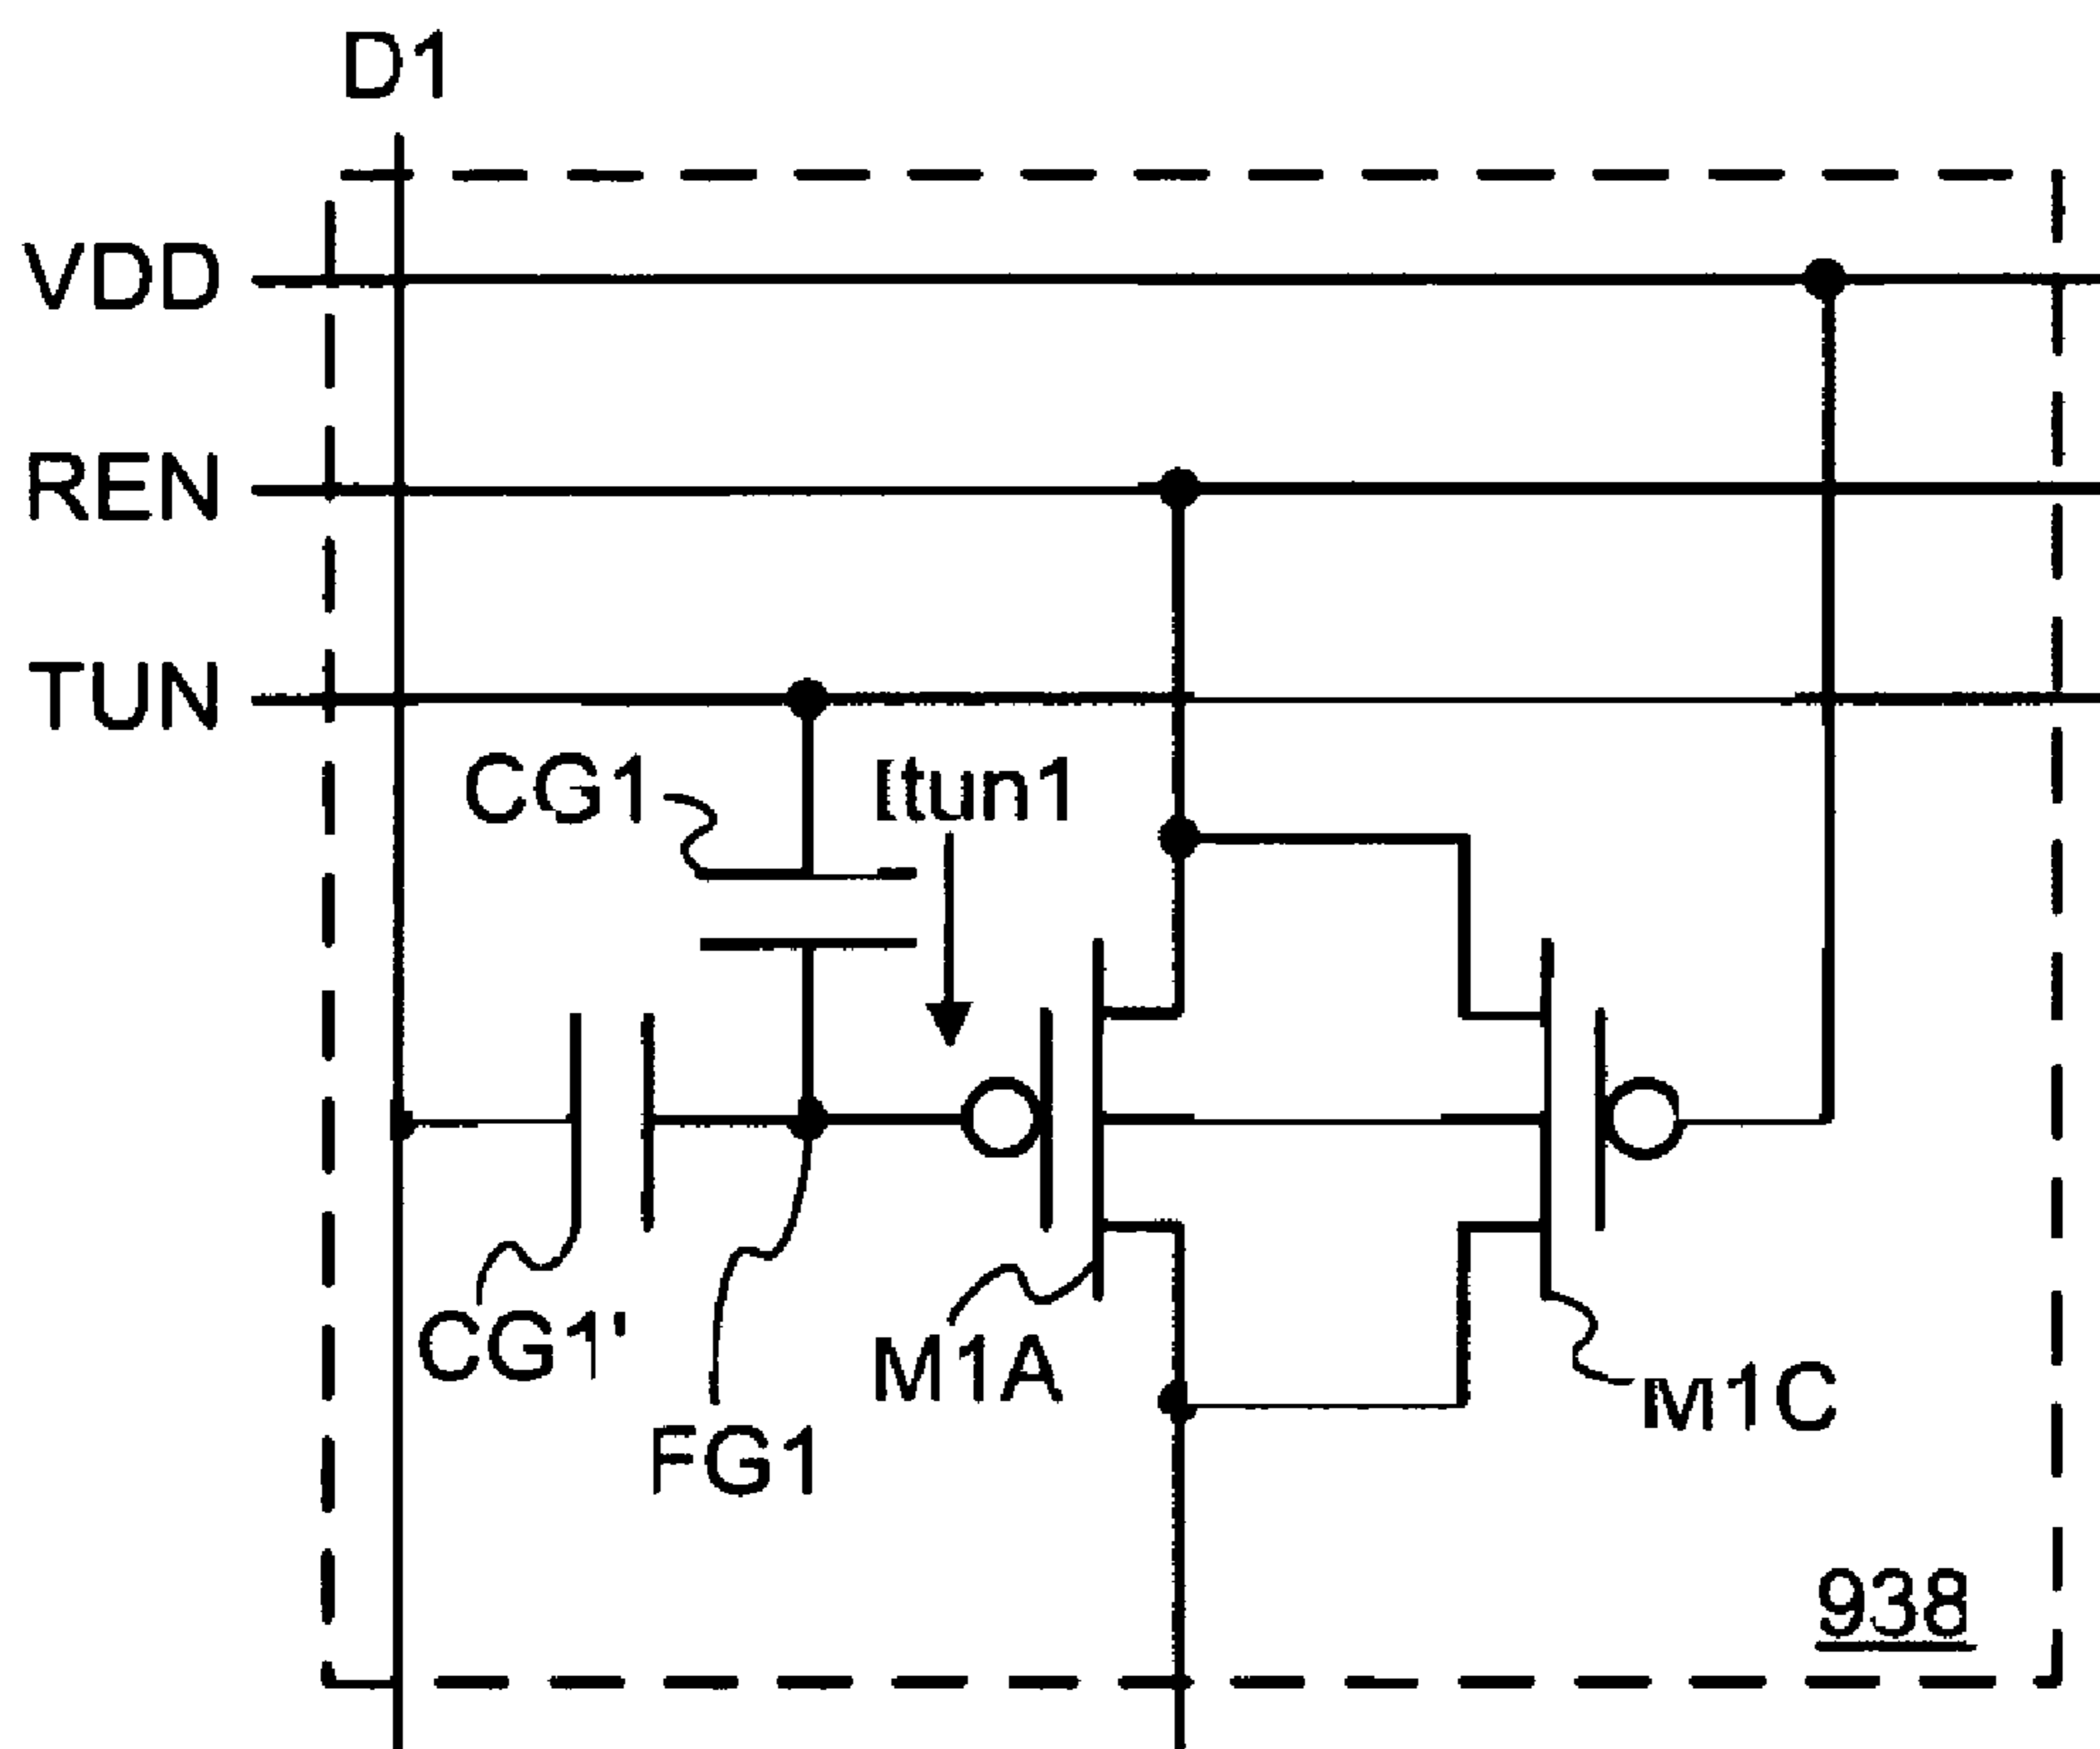 D1
VDD
REN
TUN
CG1
Itun1
CG1'
M1A
M1C
FG1
938